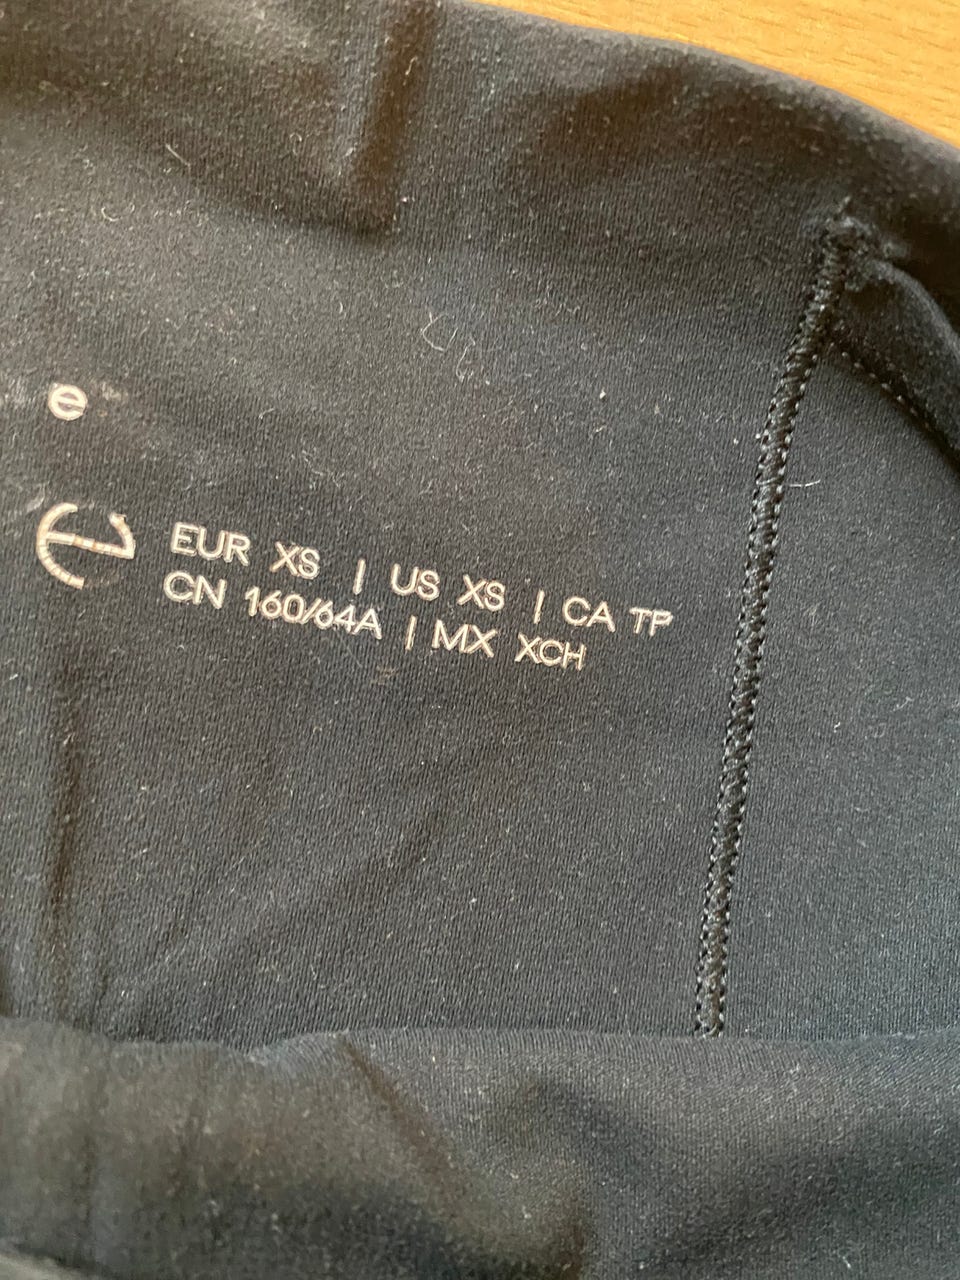 e
e
EUR XS | US XS | CA TP
CN 160/64A | MX XCH